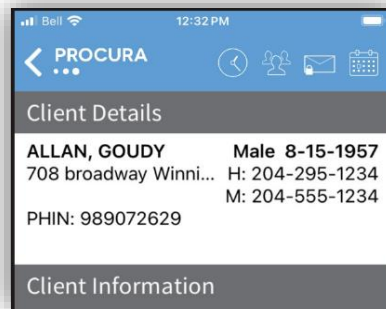 Bell 12:32 PM
PROCURA
Client Details
ALLAN, GOUDY Male 8-15-1957
708 broadway Winni... H: 204-295-1234
M: 204-555-1234
PHIN: 989072629
Client Information